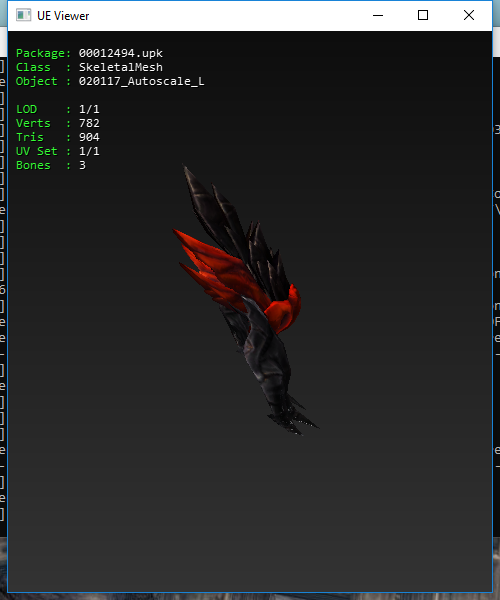 UE Viewer
Package: 00012494.upk
Class : SkeletalMesh
Object : 020117_Autoscale_L
LOD : 1/1
Verts : 782
Tris : 904
UV Set : 1/1
Bones : 3